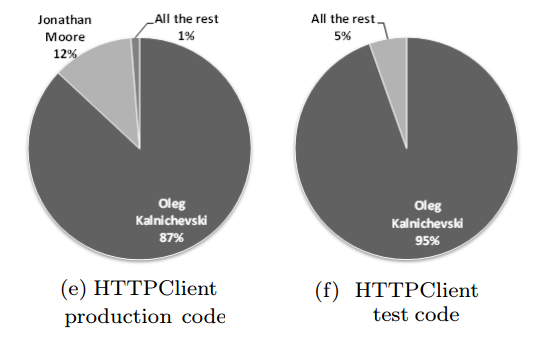 Jonathan
Moore
12%
All the rest
1%
Oleg
Kalnichevski
87%
(e) HTTPClient
production code
All the rest
5%
Oleg
Kalnichevski
95%
(f) HTTPClient
test code